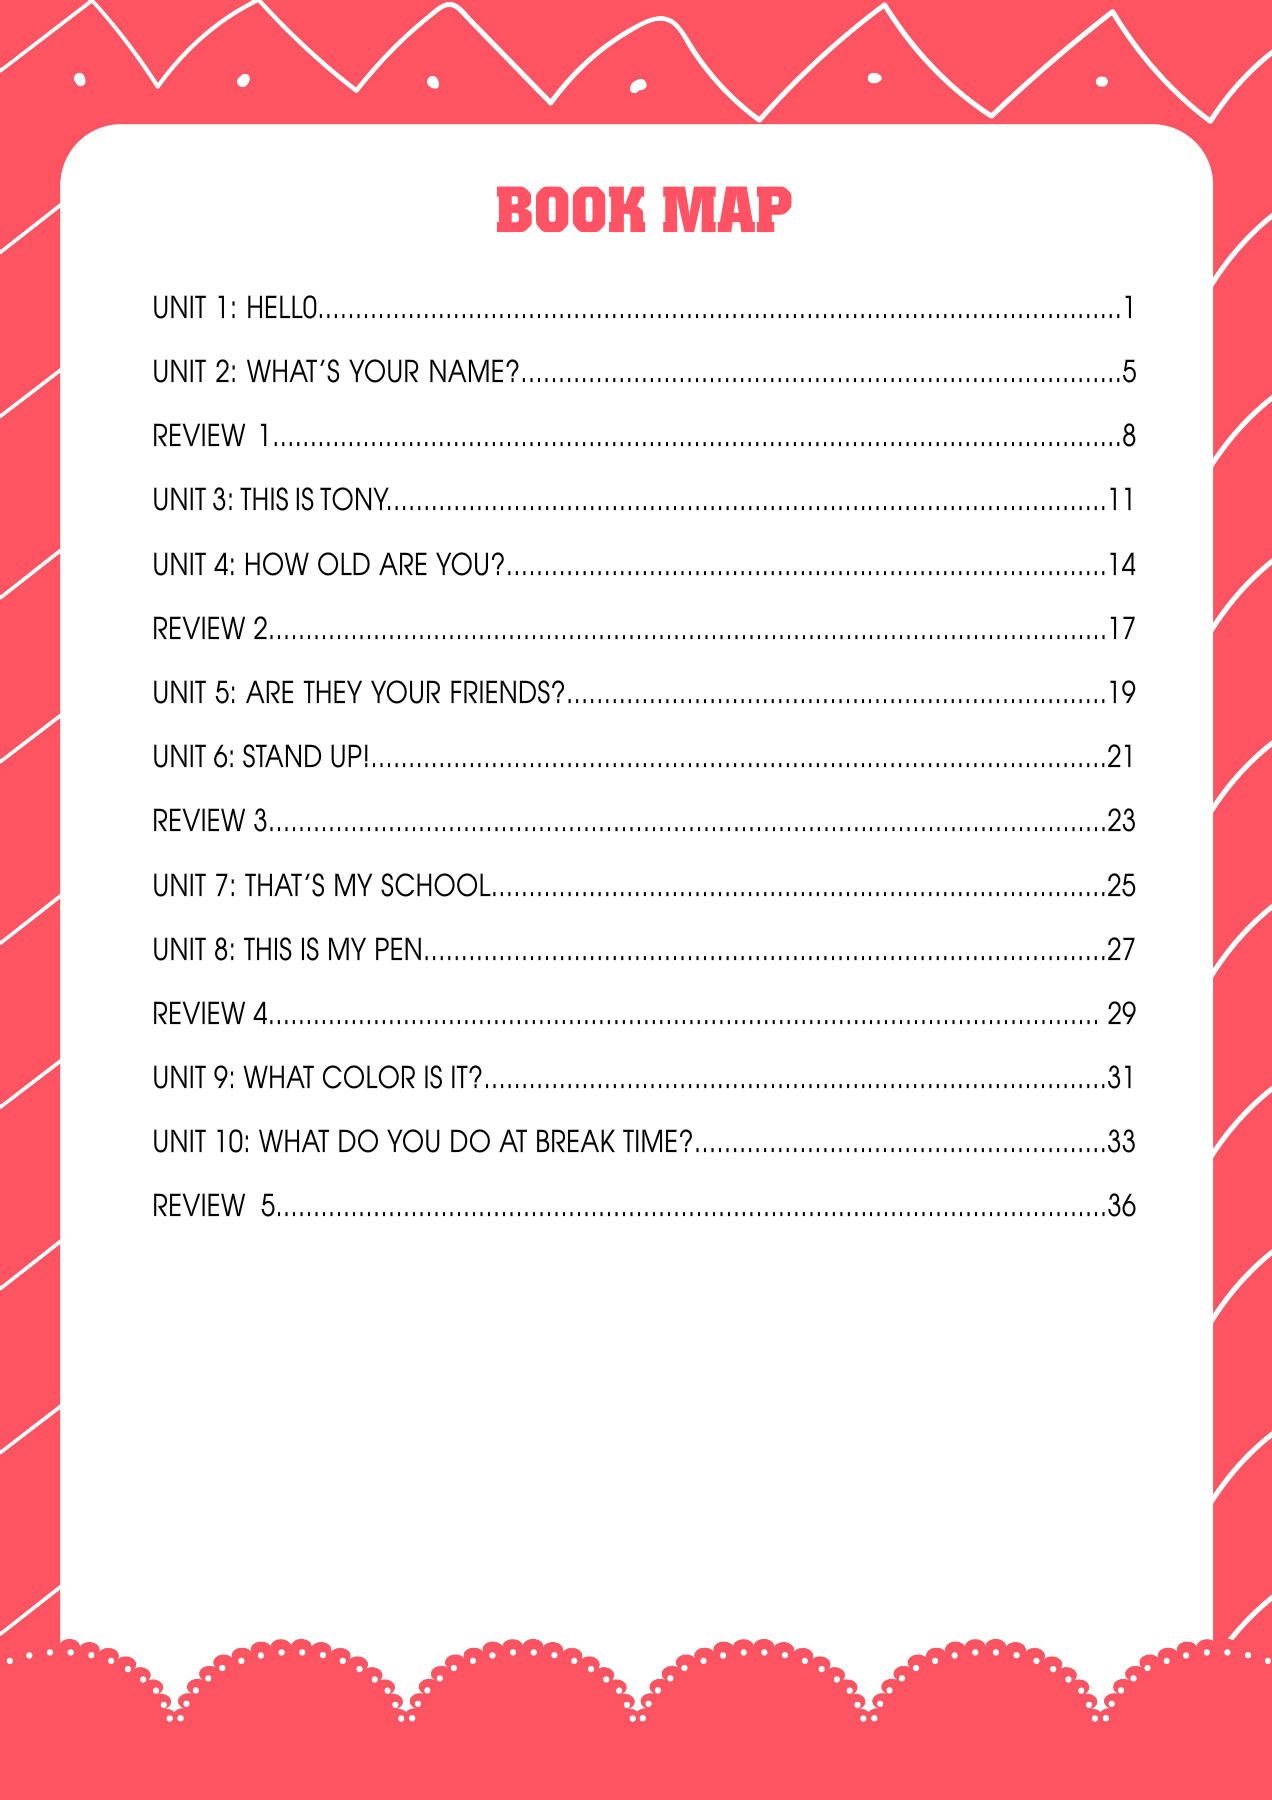 BOOK MAP
UNIT 1: HELLO........................................................................................................1
UNIT 2: WHAT'S YOUR NAME?..............................................................................5
REVIEW 1..............................................................................................................8
UNIT 3: THIS IS TONY.............................................................................................11
UNIT 4: HOW OLD ARE YOU?..............................................................................14
REVIEW 2............................................................................................................17
UNIT 5: ARE THEY YOUR FRIENDS?......................................................................19
UNIT 6: STAND UP!...............................................................................................21
REVIEW 3............................................................................................................23
UNIT 7: THAT'S MY SCHOOL................................................................................25
UNIT 8: THIS IS MY PEN.........................................................................................27
REVIEW 4............................................................................................................ 29
UNIT 9: WHAT COLOR IS IT?.................................................................................31
UNIT 10: WHAT DO YOU DO AT BREAK TIME?......................................................33
REVIEW 5............................................................................................................36